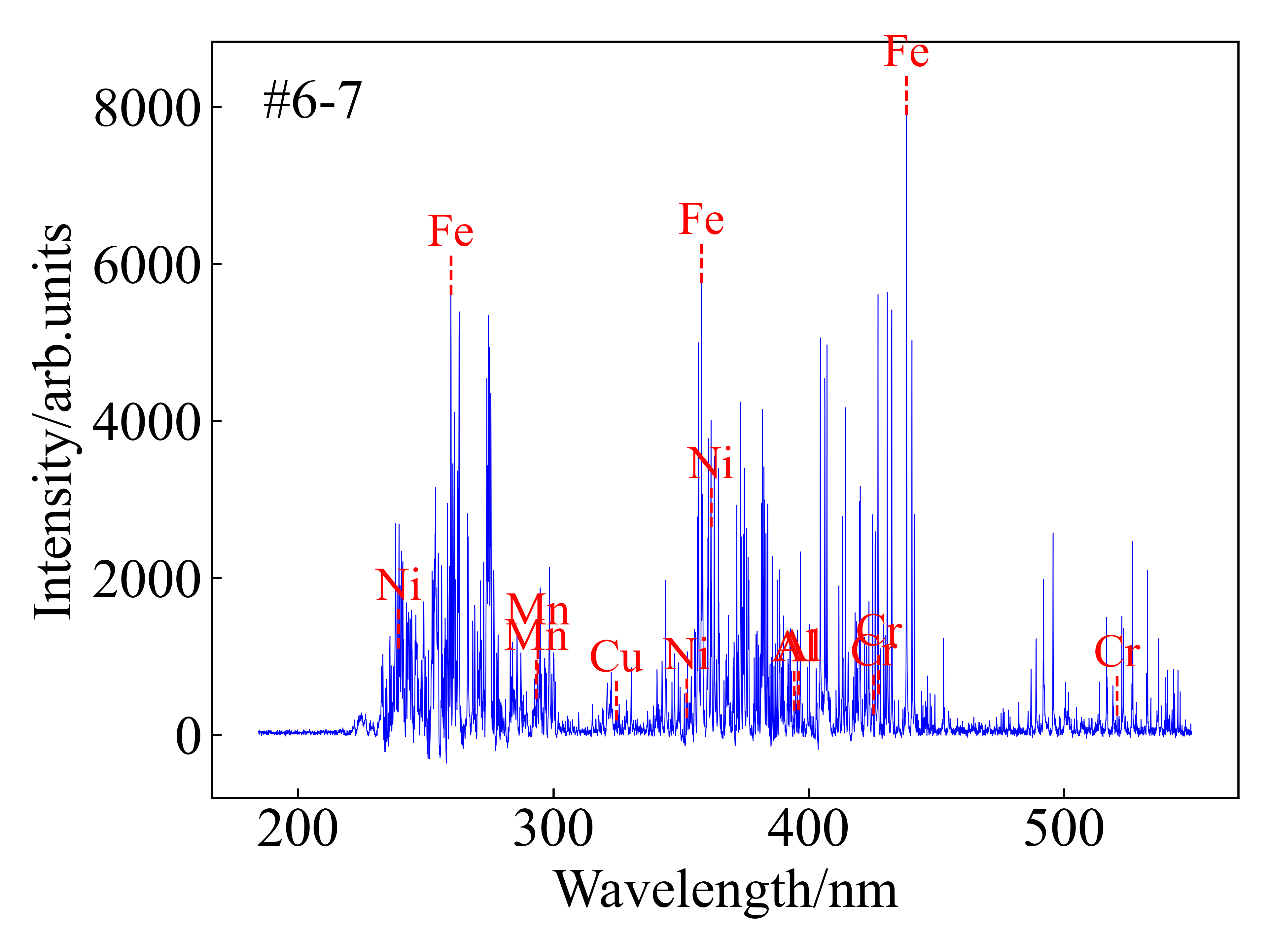 Fe
#6-7
8000
Fe
Fe
6000
Intensity/arb.units
4000
Ni
2000
Ni
Mn
Mn
Cu
Ni
Al
Al
Cr
Cr
Cr
0
200
300
400
500
Wavelength/nm